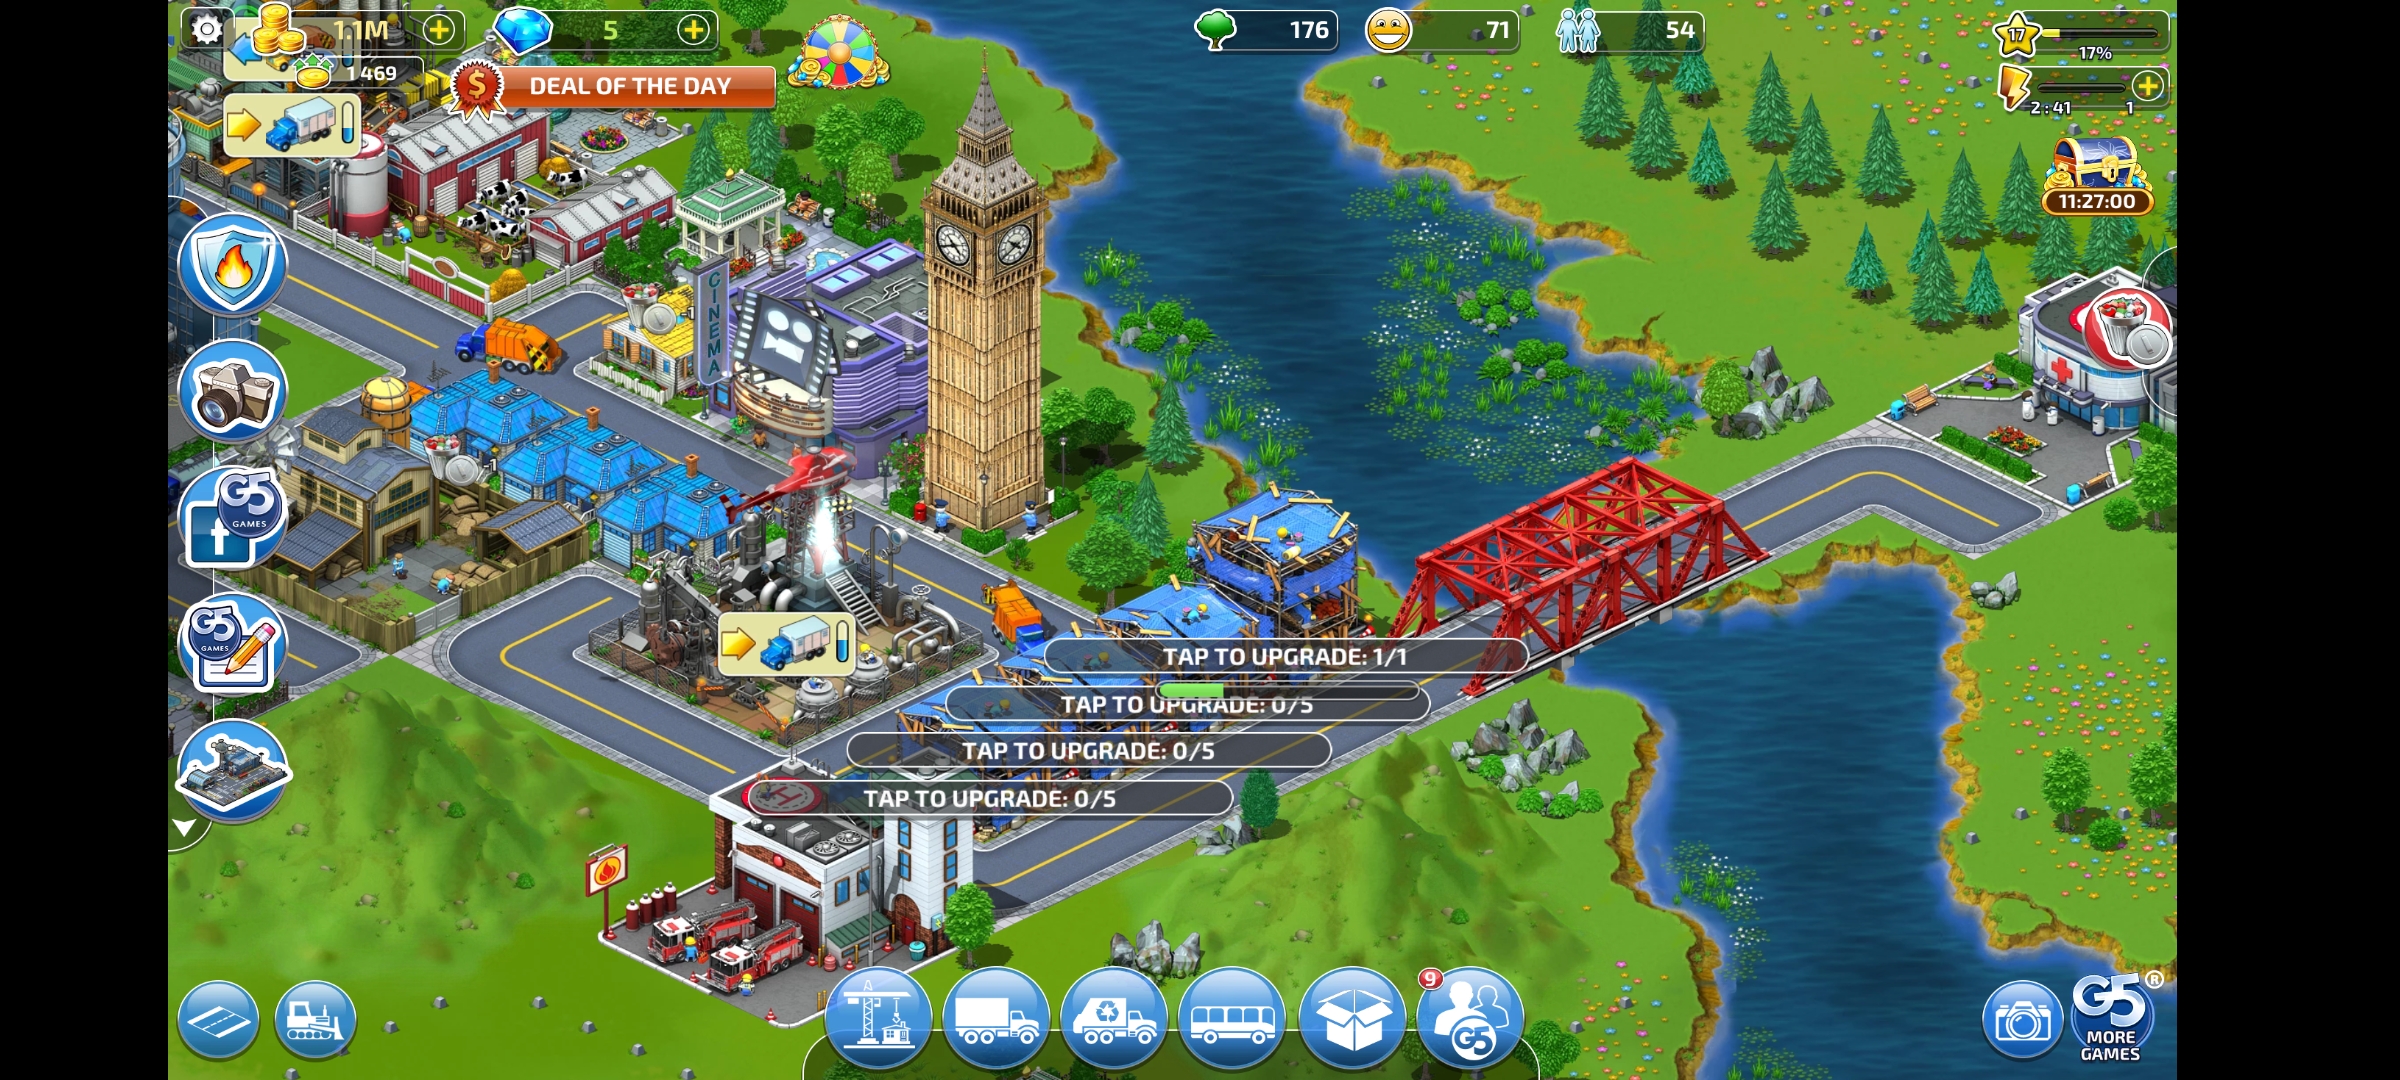 1.1M
5
176
71
54
17
17%
1 469
DEAL OF THE DAY
2:41
1
11:27:00
CINEMA
-1
G5
GAMES
f
G5
GAMES
TAP TO UPGRADE: 1/1
TAP TO UPGRADE: 0/5
TAP TO UPGRADE: 0/5
TAP TO UPGRADE: 0/5
H
9
G5
G5®
MORE
GAMES